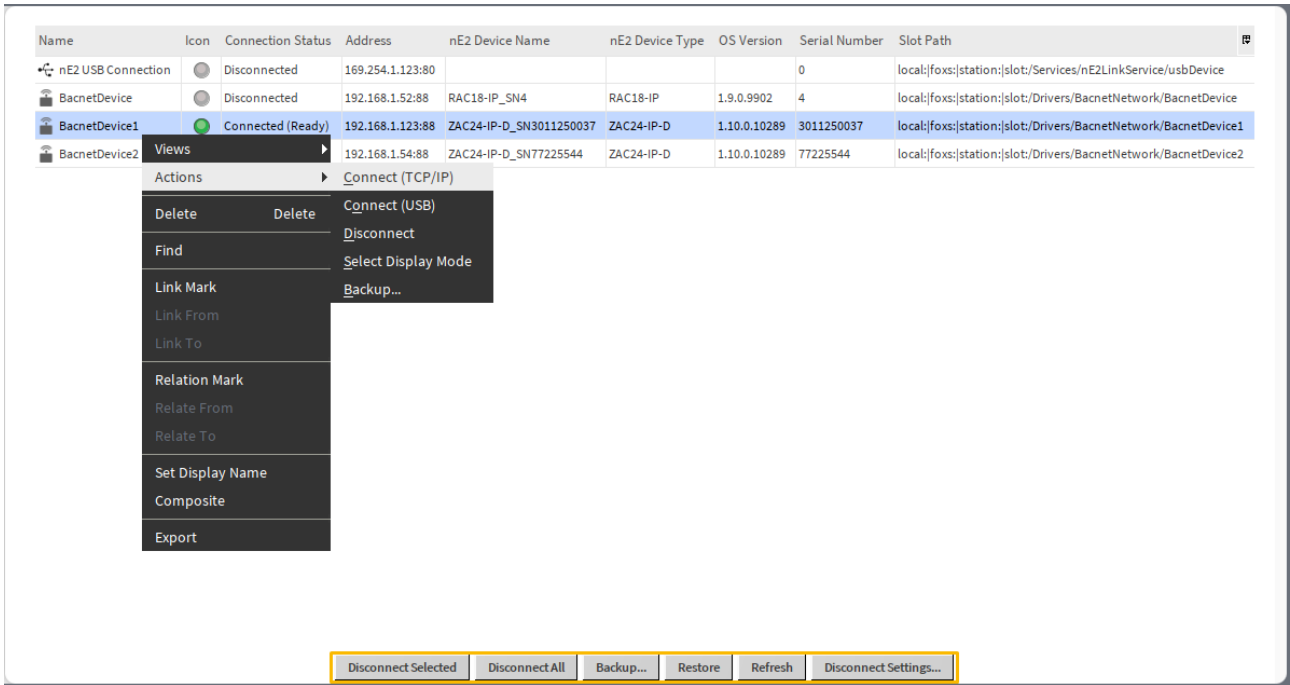 Name Icon Connection Status Address nE2 Device Name nE2 Device Type OS Version Serial Number Slot Path
nE2 USB Connection Disconnected 169.254.1.123:80 0 local:|foxs:|station:|slot:/Services/nE2LinkService/usbDevice
BacnetDevice Disconnected 192.168.1.52:88 RAC18-IP_SN4 RAC18-IP 1.9.0.9902 4 local:|foxs:|station:|slot:/Drivers/BacnetNetwork/BacnetDevice
BacnetDevice1 Connected (Ready) 192.168.1.123:88 ZAC24-IP-D_SN3011250037 ZAC24-IP-D 1.10.0.10289 3011250037 local:|foxs:|station:|slot:/Drivers/BacnetNetwork/BacnetDevice1
BacnetDevice2 192.168.1.54:88 ZAC24-IP-D_SN77225544 ZAC24-IP-D 1.10.0.10289 77225544 local:|foxs:|station:|slot:/Drivers/BacnetNetwork/BacnetDevice2
Views
Actions
Delete Delete
Find
Link Mark
Link From
Link To
Relation Mark
Relate From
Relate To
Set Display Name
Composite
Export
Connect (TCP/IP)
Connect (USB)
Disconnect
Select Display Mode
Backup...
Disconnect Selected Disconnect All Backup... Restore Refresh Disconnect Settings...